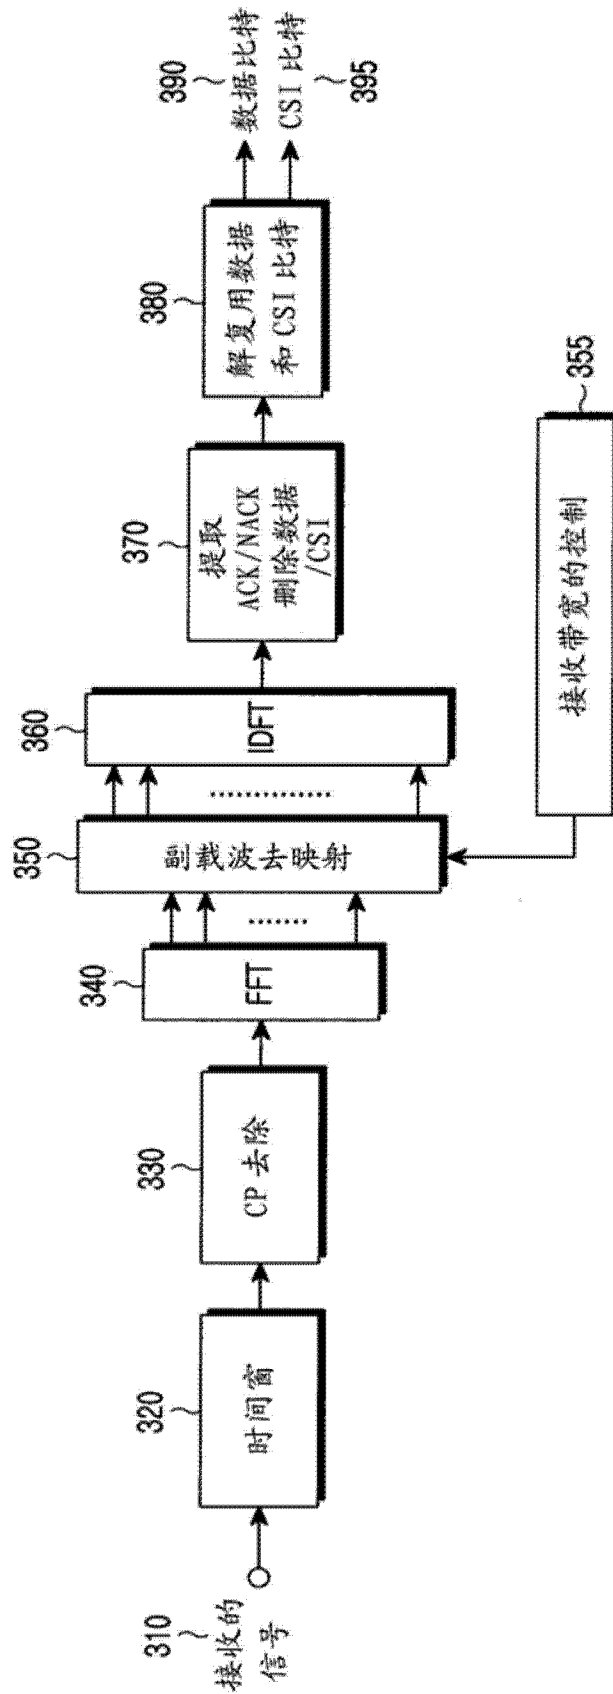 310
接收的
信号
320
时间窗
330
CP 去除
340
FFT
350
副载波去映射
355
接收带宽的控制
360
IDFT
370
提取
ACK/NACK
删除数据
/CSI
380
解复用数据
和 CSI 比特
390
数据比特
CSI 比特
395